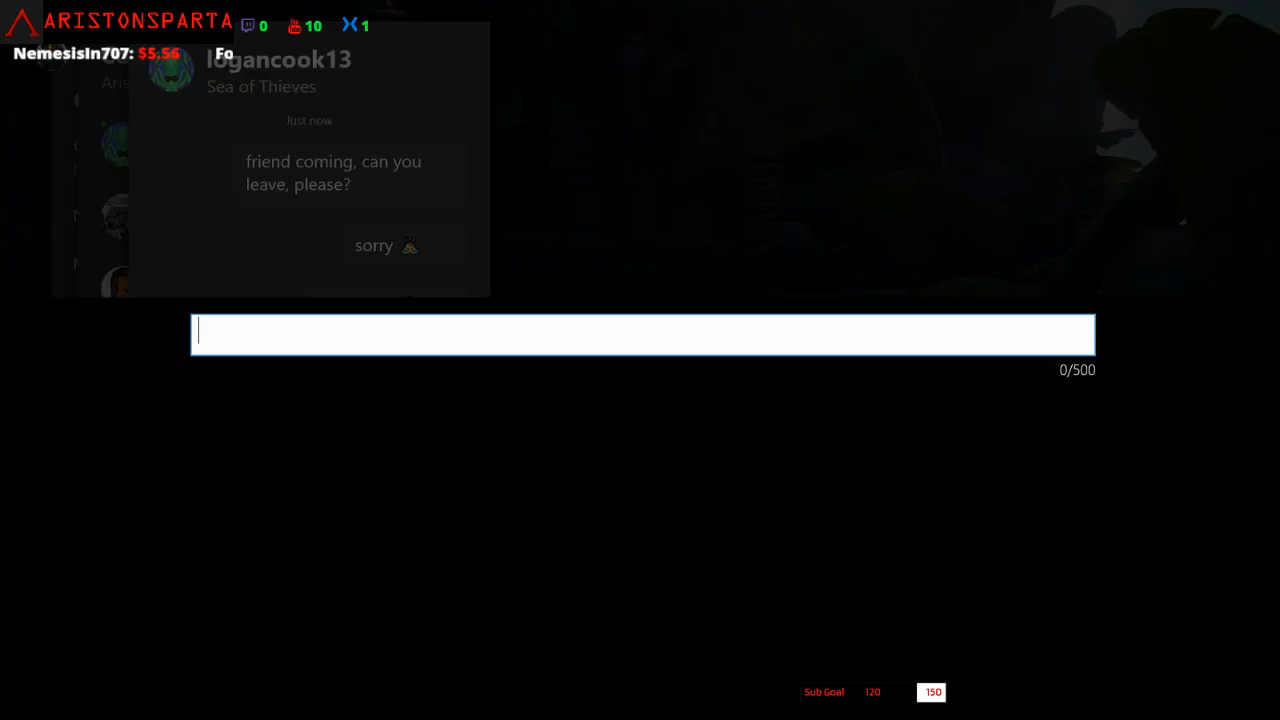 ARISTONSPARTA
0 10 1
NemesisIn707: $5.56 Fo
logancook13
Aris
Sea of Thieves
Just now
friend coming, can you
leave, please?
sorry
0/500
Sub Goal 120 150